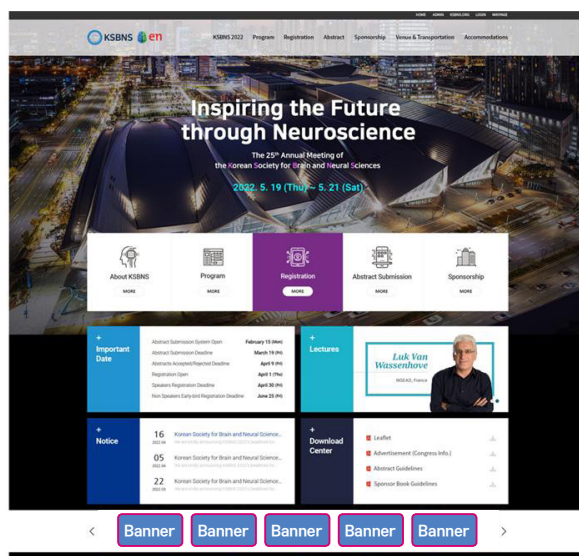 HOME ADMIN KSBNS.ORG LOGIN MAYPAGE
KSBNS en
KSBNS 2022 Program Registration Abstract Sponsorship Venue & Transportation Accommodations
Inspiring the Future
through Neuroscience
The 25th Annual Meeting of
the Korean Society for Brain and Neural Sciences
2022. 5. 19 (Thu) ~ 5. 21 (Sat)
About KSBNS
MORE
Program
MORE
Registration
MORE
Abstract Submission
MORE
Sponsorship
MORE
+
Important
Date
Abstract Submission System Open February 15 (Mon)
Abstract Submission Deadline March 19 (Fri)
Abstracts Accepted/Rejected Deadline April 9 (Fri)
Registration Open April 1 (Thu)
Speakers Registration Deadline April 30 (Fri)
Non Speakers Early-bird Registration Deadline June 25 (Fri)
+
Lectures
Luk Van
Wassenhove
INSEAD, France
+
Notice
16 Korean Society for Brain and Neural Science...
05 Korean Society for Brain and Neural Science...
22 Korean Society for Brain and Neural Science...
+
Download
Center
Leaflet
Advertisement (Congress Info.)
Abstract Guidelines
Sponsor Book Guidelines
< Banner Banner Banner Banner Banner >